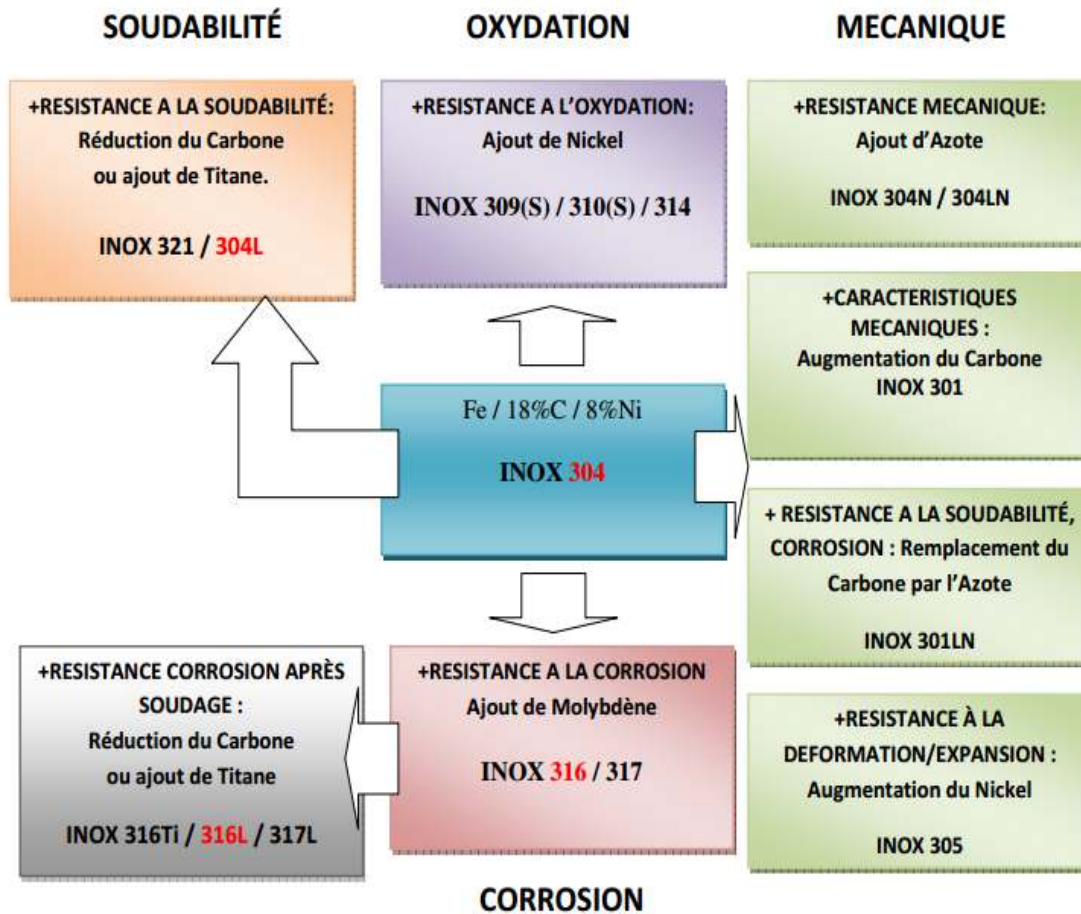 SOUDABILITÉ
OXYDATION
MECANIQUE
+RESISTANCE A LA SOUDABILITÉ:
Réduction du Carbone
ou ajout de Titane.
INOX 321 / 304L
+RESISTANCE A L'OXYDATION:
Ajout de Nickel
INOX 309(S) / 310(S) / 314
+RESISTANCE MECANIQUE:
Ajout d'Azote
INOX 304N / 304LN
+CARACTERISTIQUES
MECANIQUES :
Augmentation du Carbone
INOX 301
Fe / 18%C / 8%Ni
INOX 304
+ RESISTANCE A LA SOUDABILITÉ,
CORROSION : Remplacement du
Carbone par l'Azote
INOX 301LN
+RESISTANCE CORROSION APRÈS
SOUDAGE :
Réduction du Carbone
ou ajout de Titane
INOX 316Ti / 316L / 317L
+RESISTANCE A LA CORROSION
Ajout de Molybdène
INOX 316 / 317
+RESISTANCE À LA
DEFORMATION/EXPANSION :
Augmentation du Nickel
INOX 305
CORROSION